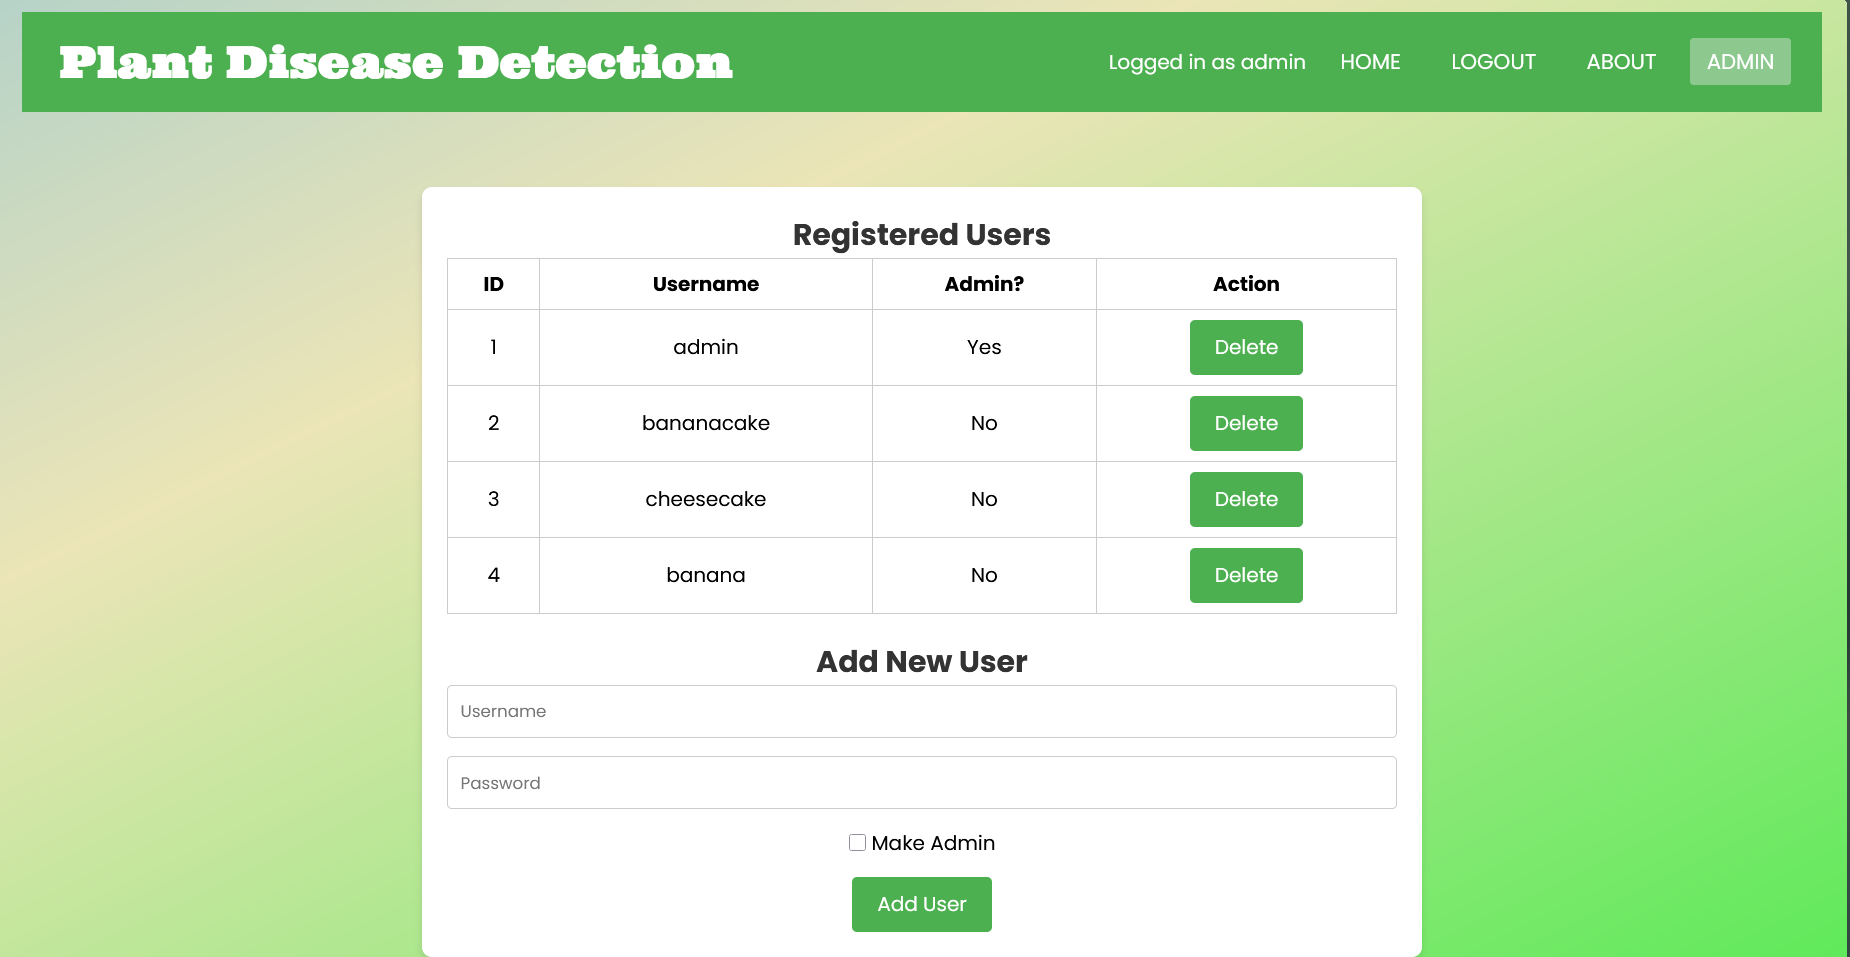 Plant Disease Detection
Logged in as admin HOME LOGOUT ABOUT ADMIN
Registered Users
ID Username Admin? Action
1 admin Yes Delete
2 bananacake No Delete
3 cheesecake No Delete
4 banana No Delete
Add New User
Username
Password
Make Admin
Add User